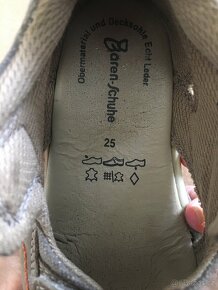 Obermaterial und Decksohle Echt Leder
Bären-Schuhe
25